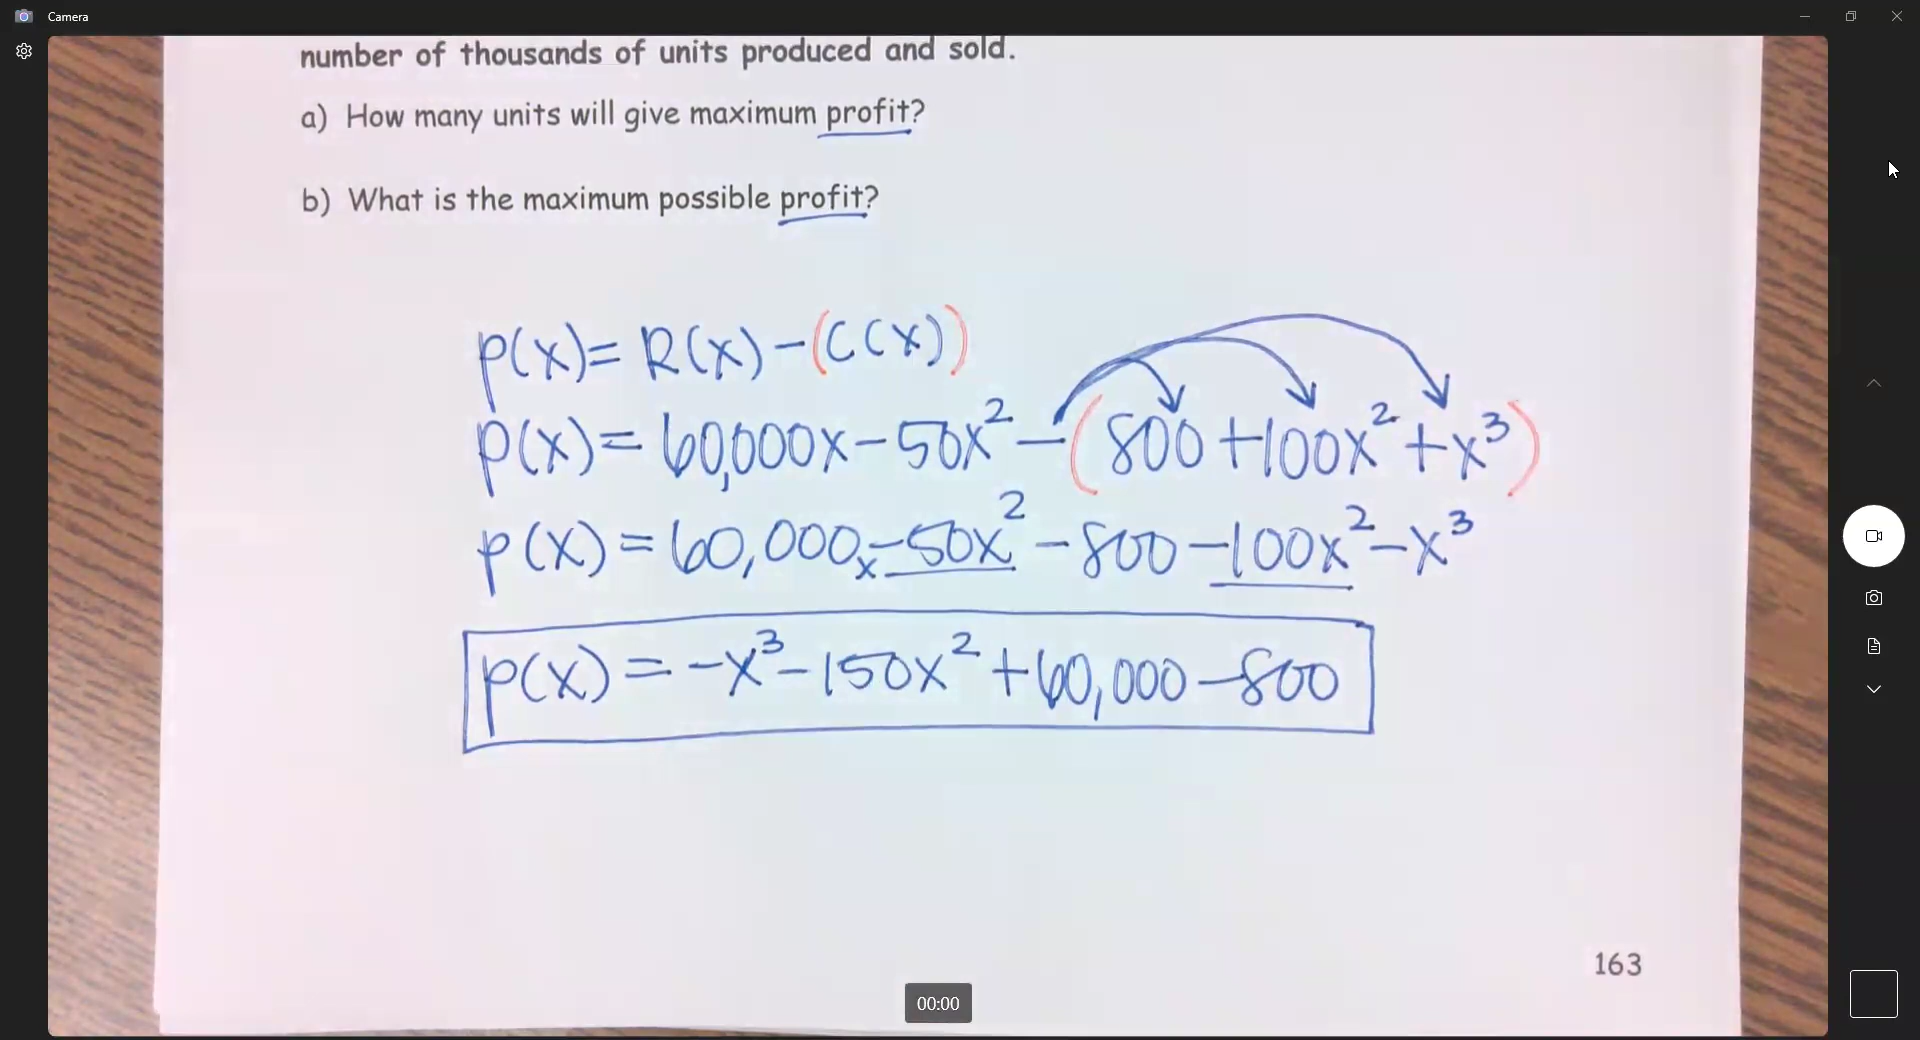 Camera
number of thousands of units produced and sold.
a) How many units will give maximum profit?
b) What is the maximum possible profit?
p(x)= R(x) -(C(x))
p(x)= 60,000x - 50x² - (800 +100x² + x³)
p(x) = 60,000x - 50x² - 800 - 100x² - x³
p(x) = -x³ - 150x² + 60,000 - 800
163
00:00